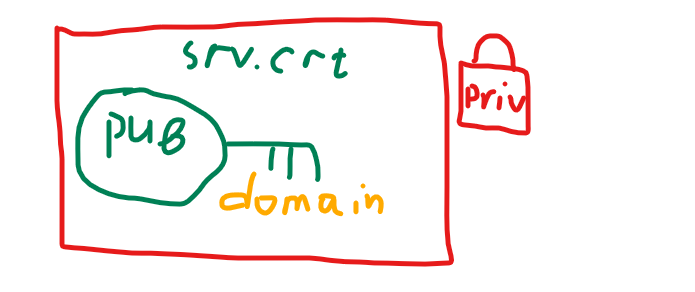 srv.crt
priv
pub
domain